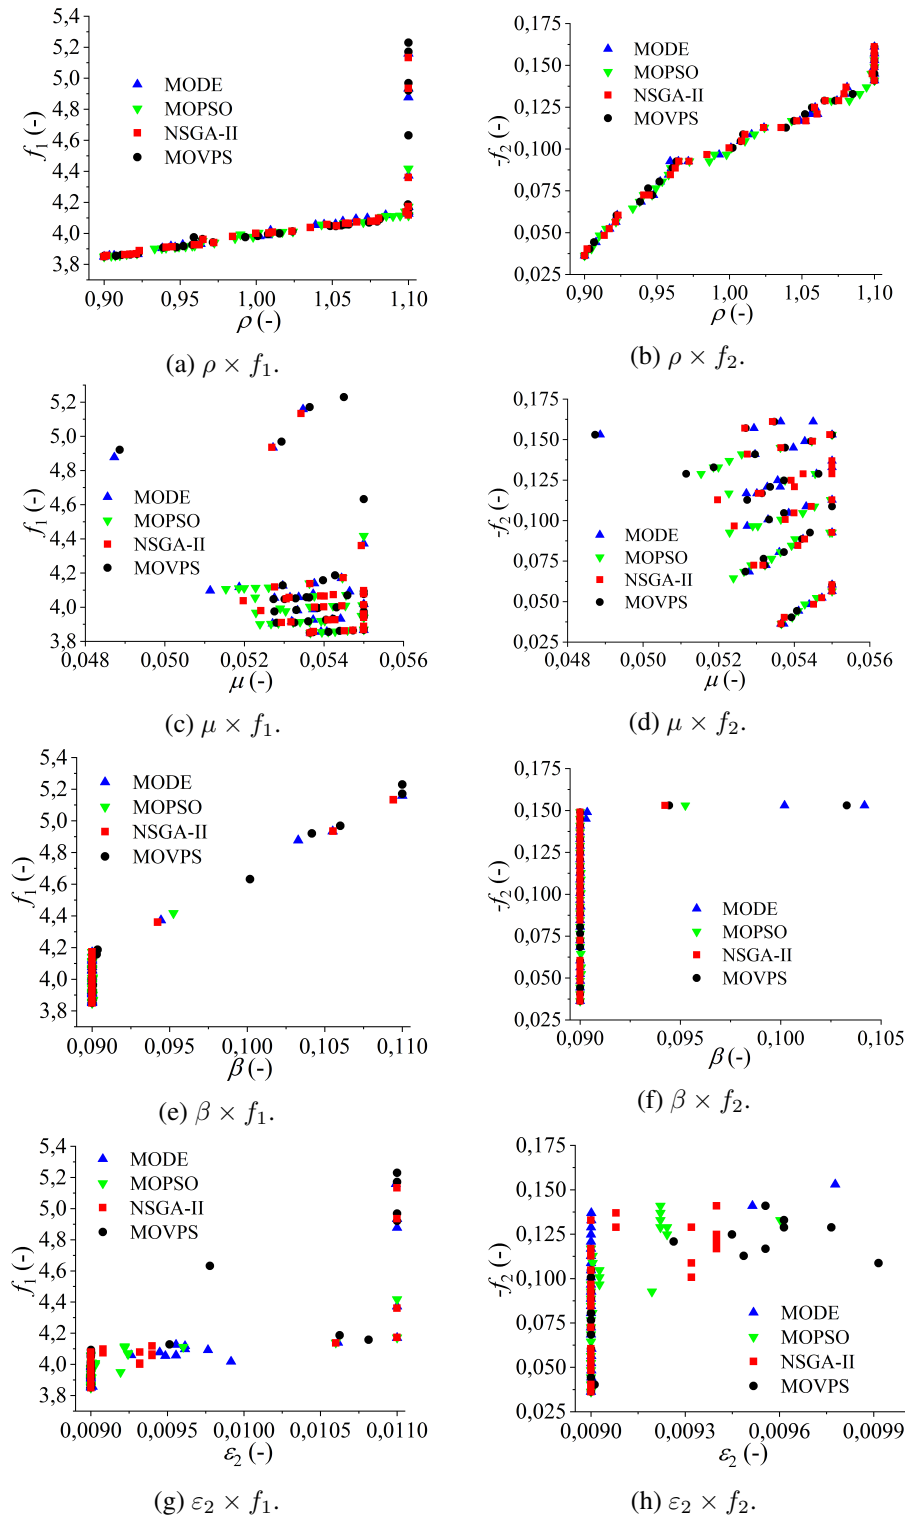 5,4
5,2
5,0
4,8
4,6
4,4
4,2
4,0
3,8
f₁ (-)
MODE
MOPSO
NSGA-II
MOVPS
0,90 0,95 1,00 1,05 1,10
ρ (-)
(a) ρ × f₁.
0,175
0,150
0,125
0,100
0,075
0,050
0,025
-f₂ (-)
MODE
MOPSO
NSGA-II
MOVPS
0,90 0,95 1,00 1,05 1,10
ρ (-)
(b) ρ × f₂.
5,2
5,0
4,8
4,6
4,4
4,2
4,0
3,8
f₁ (-)
MODE
MOPSO
NSGA-II
MOVPS
0,048 0,050 0,052 0,054 0,056
μ (-)
(c) μ × f₁.
0,175
0,150
0,125
0,100
0,075
0,050
0,025
-f₂ (-)
MODE
MOPSO
NSGA-II
MOVPS
0,048 0,050 0,052 0,054 0,056
μ (-)
(d) μ × f₂.
5,4
5,2
5,0
4,8
4,6
4,4
4,2
4,0
3,8
f₁ (-)
MODE
MOPSO
NSGA-II
MOVPS
0,090 0,095 0,100 0,105 0,110
β (-)
(e) β × f₁.
0,175
0,150
0,125
0,100
0,075
0,050
0,025
-f₂ (-)
MODE
MOPSO
NSGA-II
MOVPS
0,090 0,095 0,100 0,105
β (-)
(f) β × f₂.
5,4
5,2
5,0
4,8
4,6
4,4
4,2
4,0
3,8
f₁ (-)
MODE
MOPSO
NSGA-II
MOVPS
0,0090 0,0095 0,0100 0,0105 0,0110
ε₂ (-)
(g) ε₂ × f₁.
0,175
0,150
0,125
0,100
0,075
0,050
0,025
-f₂ (-)
MODE
MOPSO
NSGA-II
MOVPS
0,0090 0,0093 0,0096 0,0099
ε₂ (-)
(h) ε₂ × f₂.